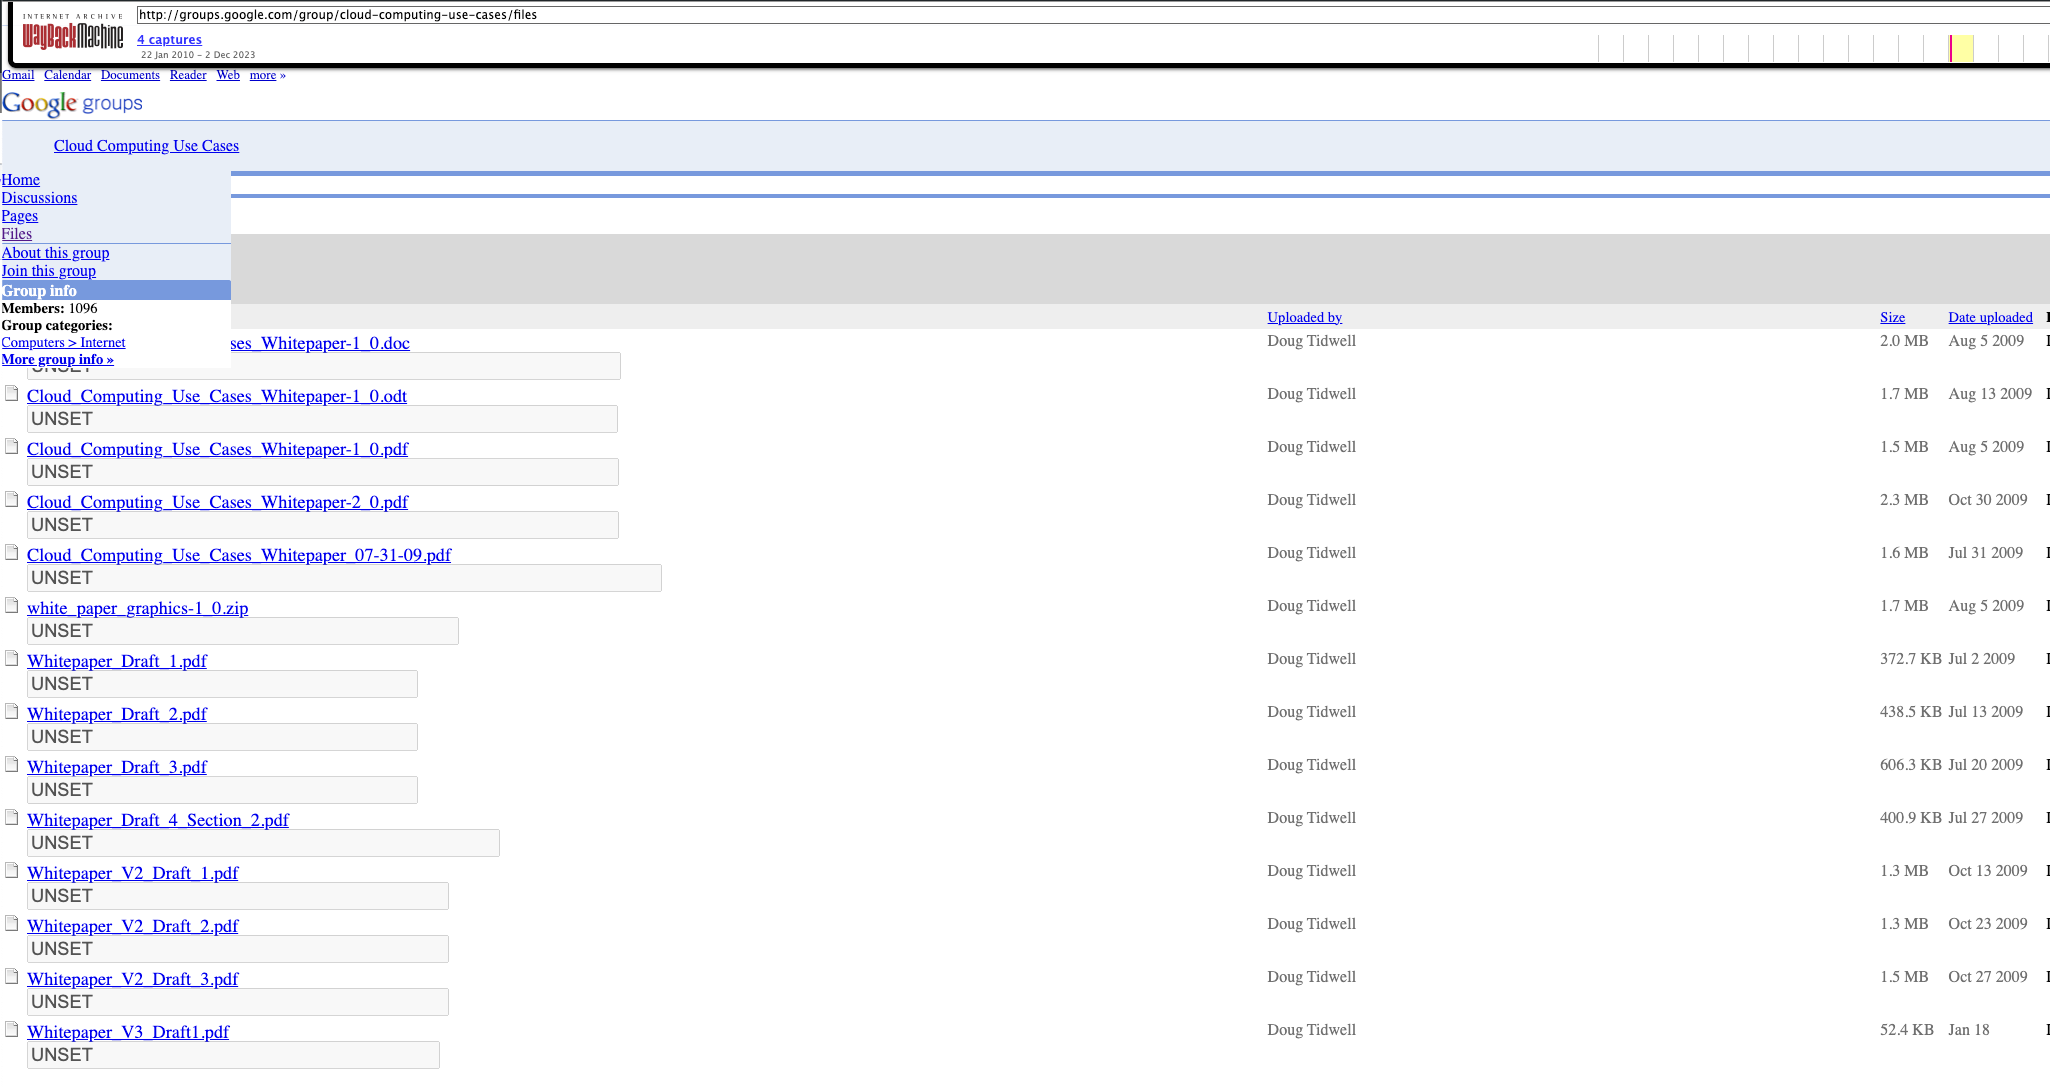 INTERNET ARCHIVE
WayBackMachine
http://groups.google.com/group/cloud-computing-use-cases/files
4 captures
22 Jan 2010 – 2 Dec 2023
Gmail Calendar Documents Reader Web more »
Google groups
Cloud Computing Use Cases
Home
Discussions
Pages
Files
About this group
Join this group
Group info
Members: 1096
Group categories:
Computers > Internet
More group info »
Uploaded by Size Date uploaded
ses_Whitepaper-1_0.doc Doug Tidwell 2.0 MB Aug 5 2009
UNSET
Cloud_Computing_Use_Cases_Whitepaper-1_0.odt Doug Tidwell 1.7 MB Aug 13 2009
UNSET
Cloud_Computing_Use_Cases_Whitepaper-1_0.pdf Doug Tidwell 1.5 MB Aug 5 2009
UNSET
Cloud_Computing_Use_Cases_Whitepaper-2_0.pdf Doug Tidwell 2.3 MB Oct 30 2009
UNSET
Cloud_Computing_Use_Cases_Whitepaper_07-31-09.pdf Doug Tidwell 1.6 MB Jul 31 2009
UNSET
white_paper_graphics-1_0.zip Doug Tidwell 1.7 MB Aug 5 2009
UNSET
Whitepaper_Draft_1.pdf Doug Tidwell 372.7 KB Jul 2 2009
UNSET
Whitepaper_Draft_2.pdf Doug Tidwell 438.5 KB Jul 13 2009
UNSET
Whitepaper_Draft_3.pdf Doug Tidwell 606.3 KB Jul 20 2009
UNSET
Whitepaper_Draft_4_Section_2.pdf Doug Tidwell 400.9 KB Jul 27 2009
UNSET
Whitepaper_V2_Draft_1.pdf Doug Tidwell 1.3 MB Oct 13 2009
UNSET
Whitepaper_V2_Draft_2.pdf Doug Tidwell 1.3 MB Oct 23 2009
UNSET
Whitepaper_V2_Draft_3.pdf Doug Tidwell 1.5 MB Oct 27 2009
UNSET
Whitepaper_V3_Draft1.pdf Doug Tidwell 52.4 KB Jan 18
UNSET